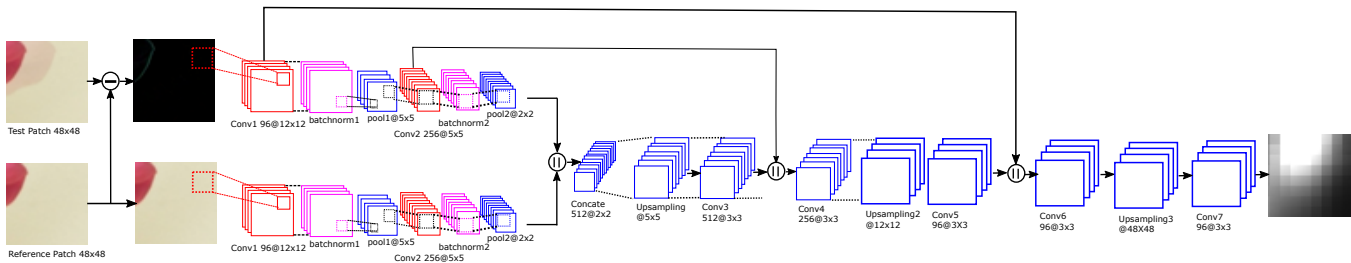 Test Patch 48x48
Conv1 96@12x12
batchnorm1
pool1@5x5
Conv2 256@5x5
batchnorm2
pool2@2x2
Reference Patch 48x48
Conv1 96@12x12
batchnorm1
pool1@5x5
Conv2 256@5x5
batchnorm2
pool2@2x2
Concate
512@2x2
Upsampling
@5x5
Conv3
512@3x3
Conv4
256@3x3
Upsampling2
@12x12
Conv5
96@3X3
Conv6
96@3x3
Upsampling3
@48X48
Conv7
96@3x3